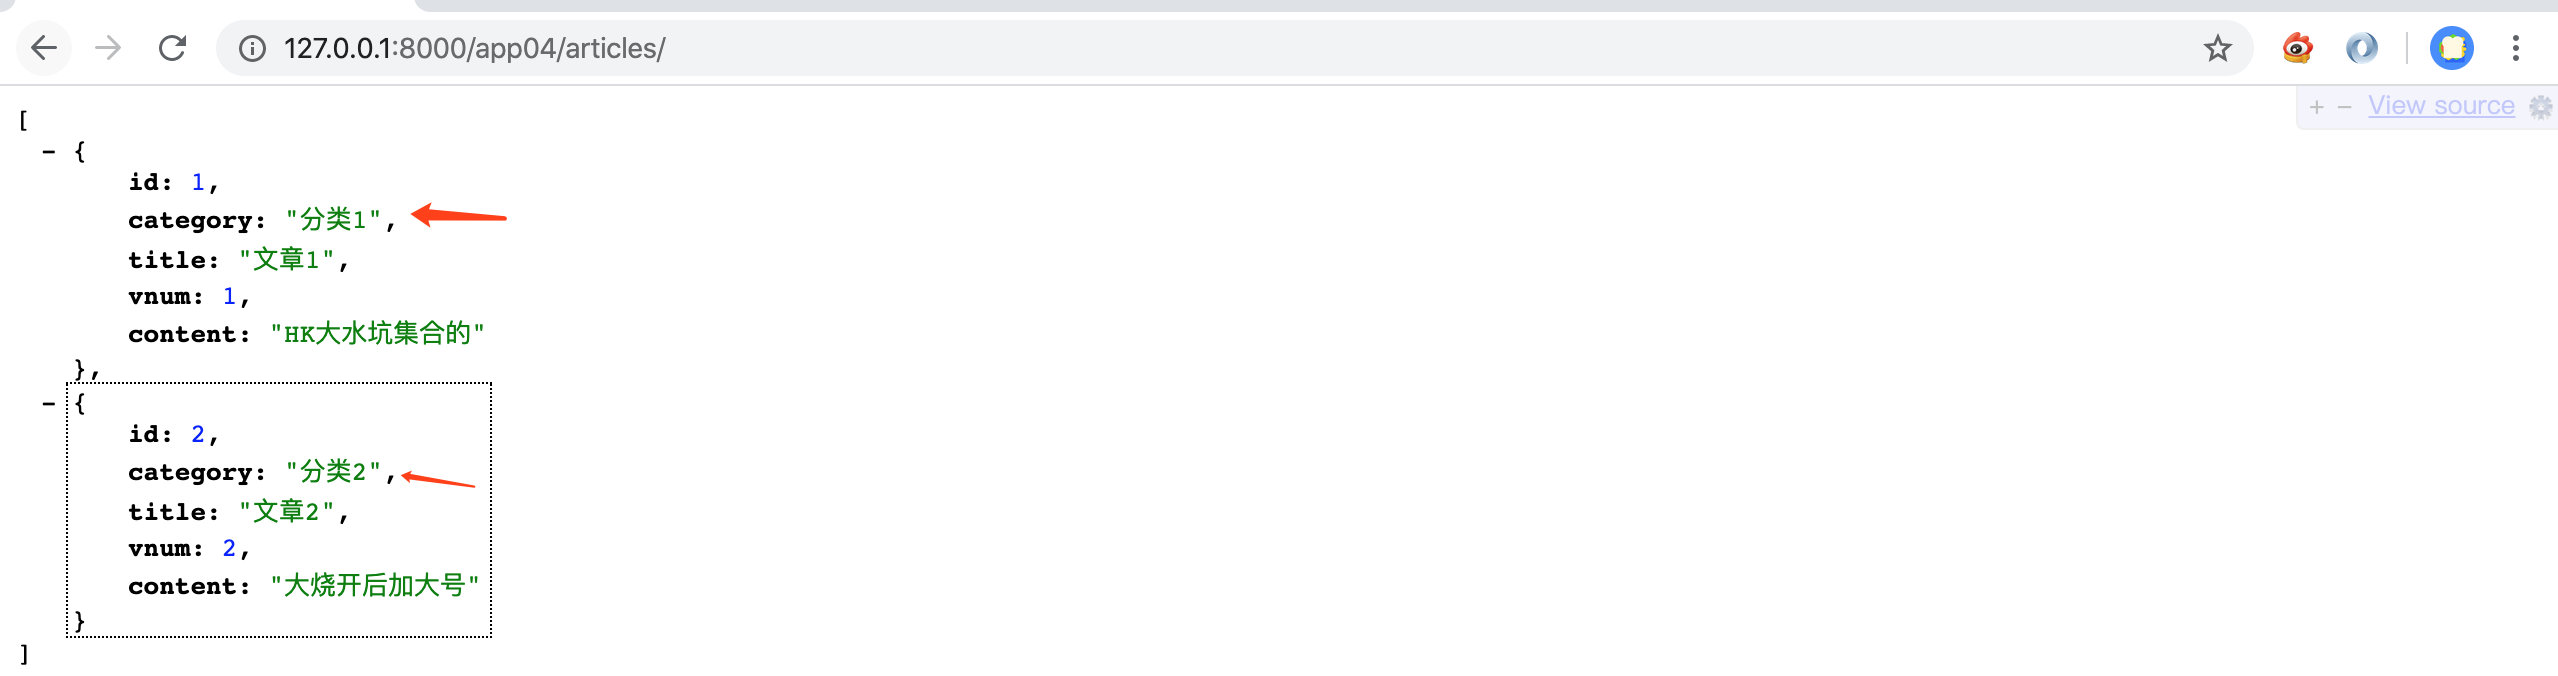 127.0.0.1:8000/app04/articles/
+ - View source
[
- {
id: 1,
category: "分类1",
title: "文章1",
vnum: 1,
content: "HK大水坑集合的"
},
- {
id: 2,
category: "分类2",
title: "文章2",
vnum: 2,
content: "大烧开后加大号"
}
]